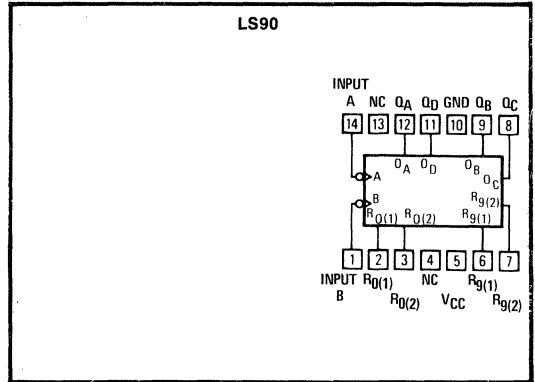 LS90
INPUT
A NC QA QD GND QB QC
14 13 12 11 10 9 8
QA QD QB QC
A
B
R9(2)
R0(1) R0(2) R9(1)
1 2 3 4 5 6 7
INPUT R0(1) NC R9(1)
B R0(2) VCC R9(2)